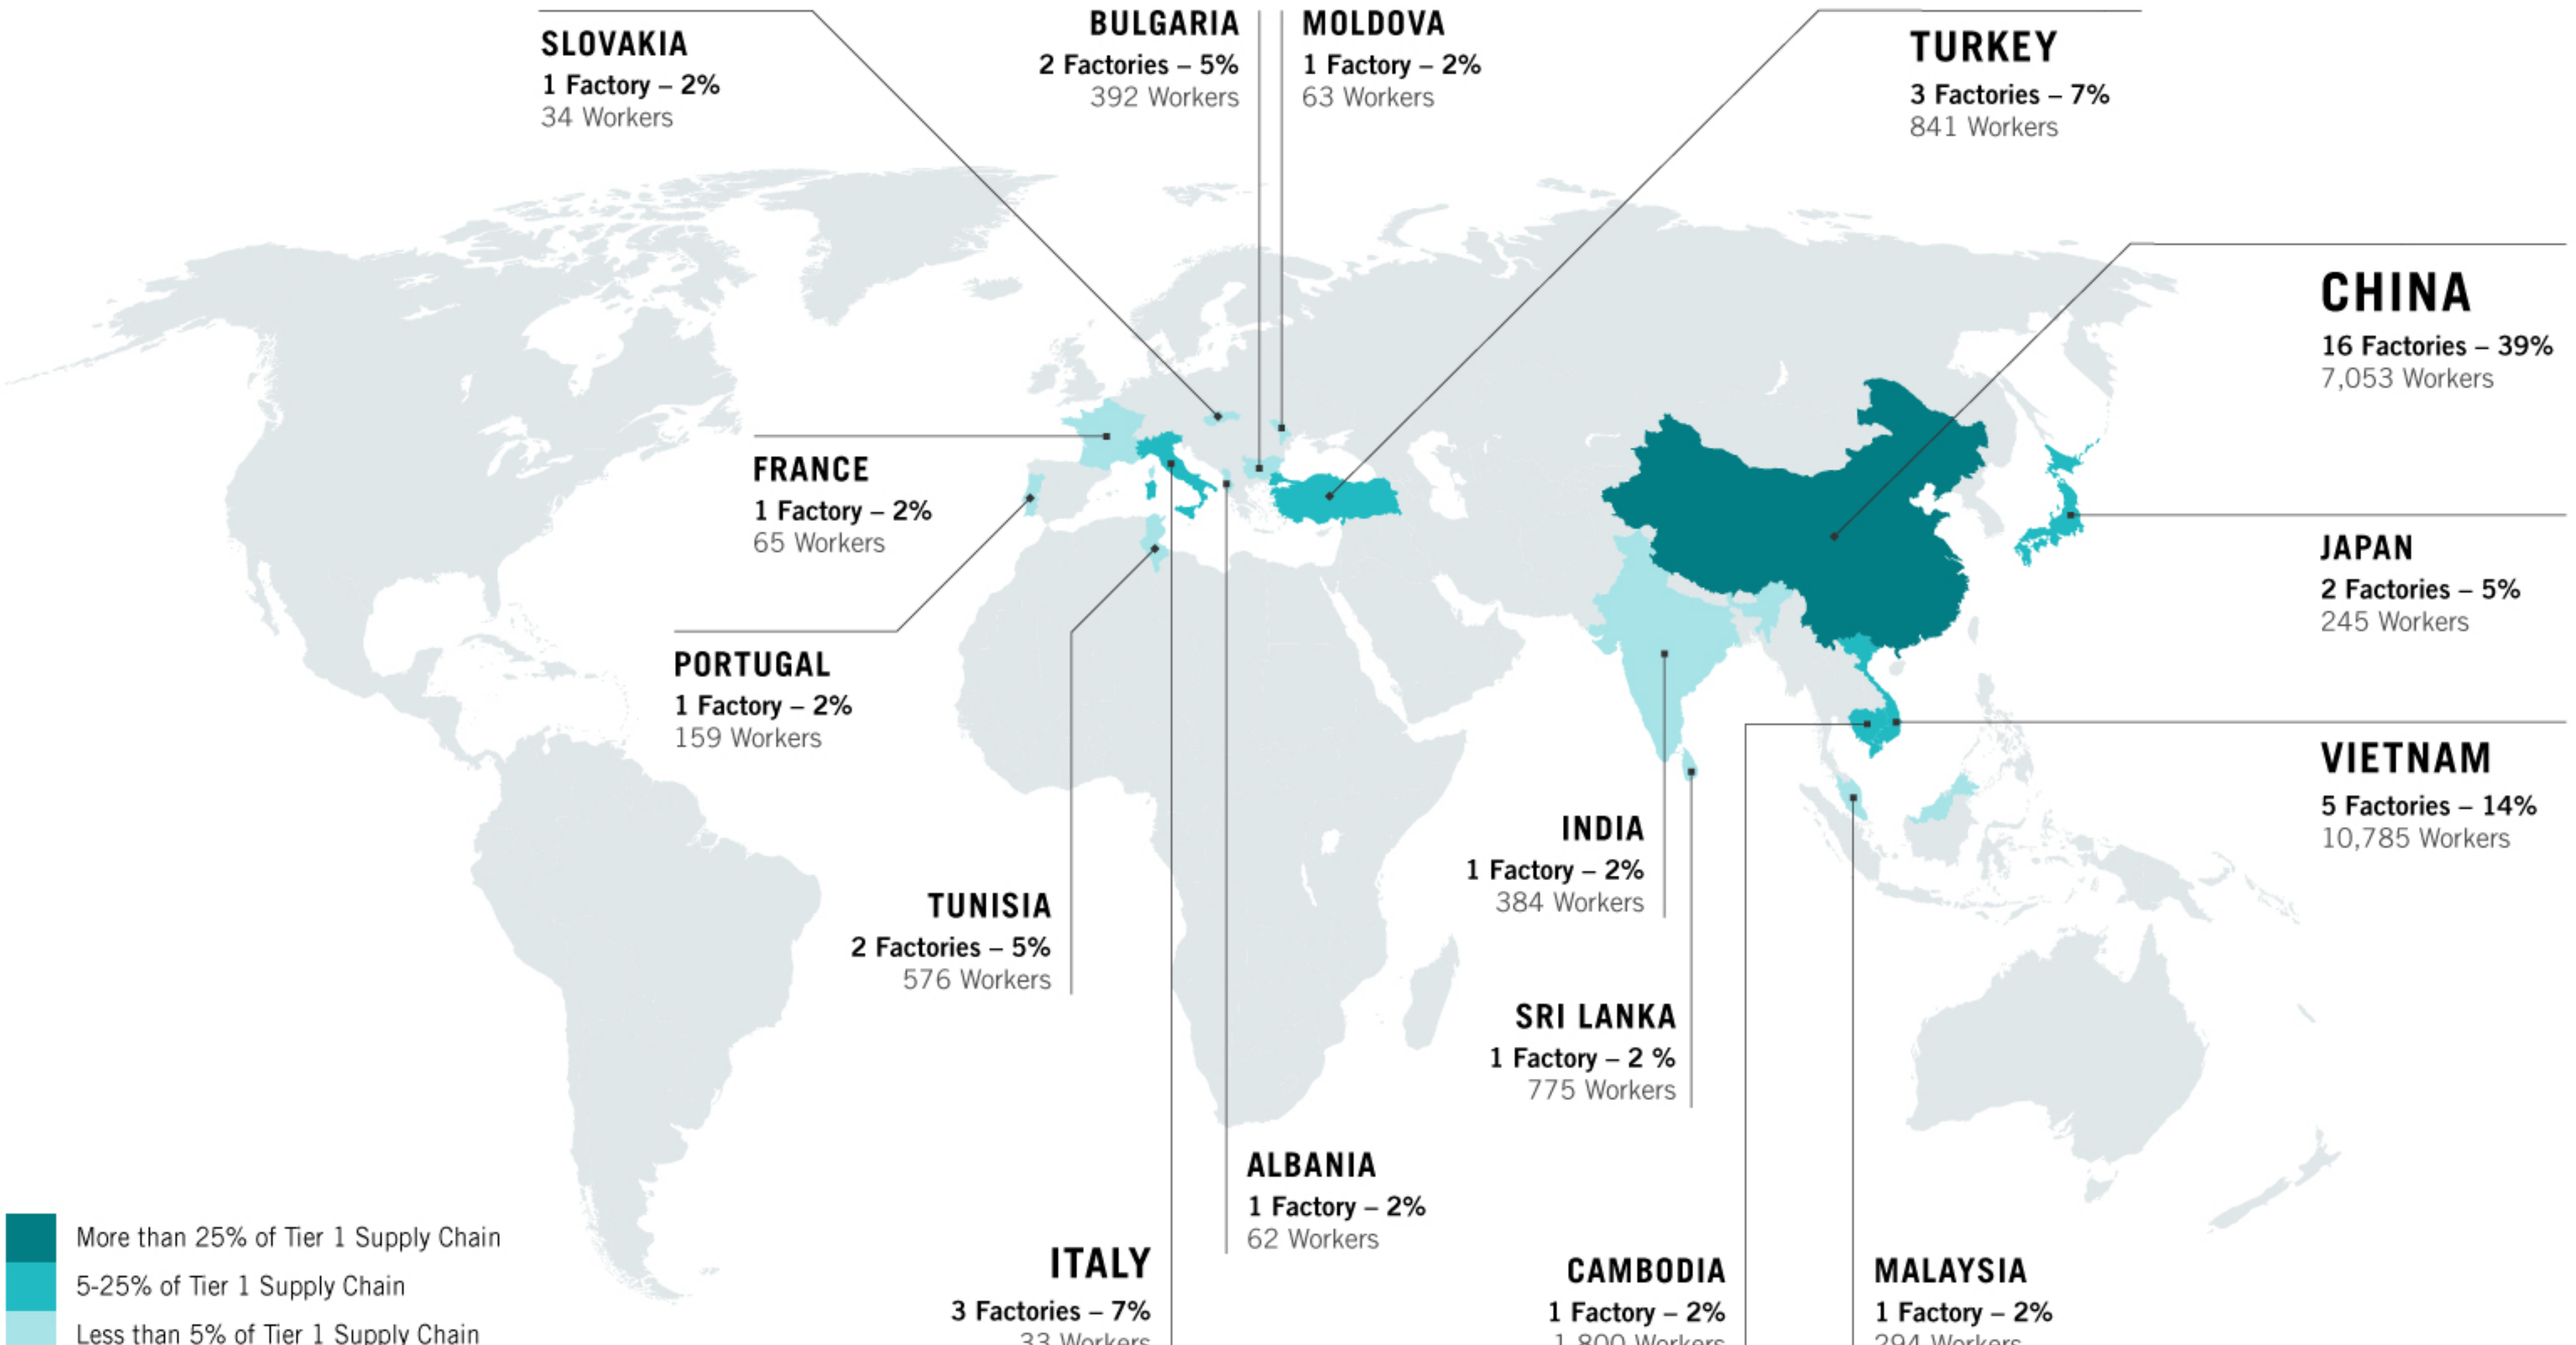 SLOVAKIA
1 Factory – 2%
34 Workers
BULGARIA
2 Factories – 5%
392 Workers
MOLDOVA
1 Factory – 2%
63 Workers
TURKEY
3 Factories – 7%
841 Workers
CHINA
16 Factories – 39%
7,053 Workers
FRANCE
1 Factory – 2%
65 Workers
JAPAN
2 Factories – 5%
245 Workers
PORTUGAL
1 Factory – 2%
159 Workers
VIETNAM
5 Factories – 14%
10,785 Workers
INDIA
1 Factory – 2%
384 Workers
TUNISIA
2 Factories – 5%
576 Workers
SRI LANKA
1 Factory – 2 %
775 Workers
ALBANIA
1 Factory – 2%
62 Workers
ITALY
3 Factories – 7%
33 Workers
CAMBODIA
1 Factory – 2%
1,800 Workers
MALAYSIA
1 Factory – 2%
294 Workers
More than 25% of Tier 1 Supply Chain
5-25% of Tier 1 Supply Chain
Less than 5% of Tier 1 Supply Chain